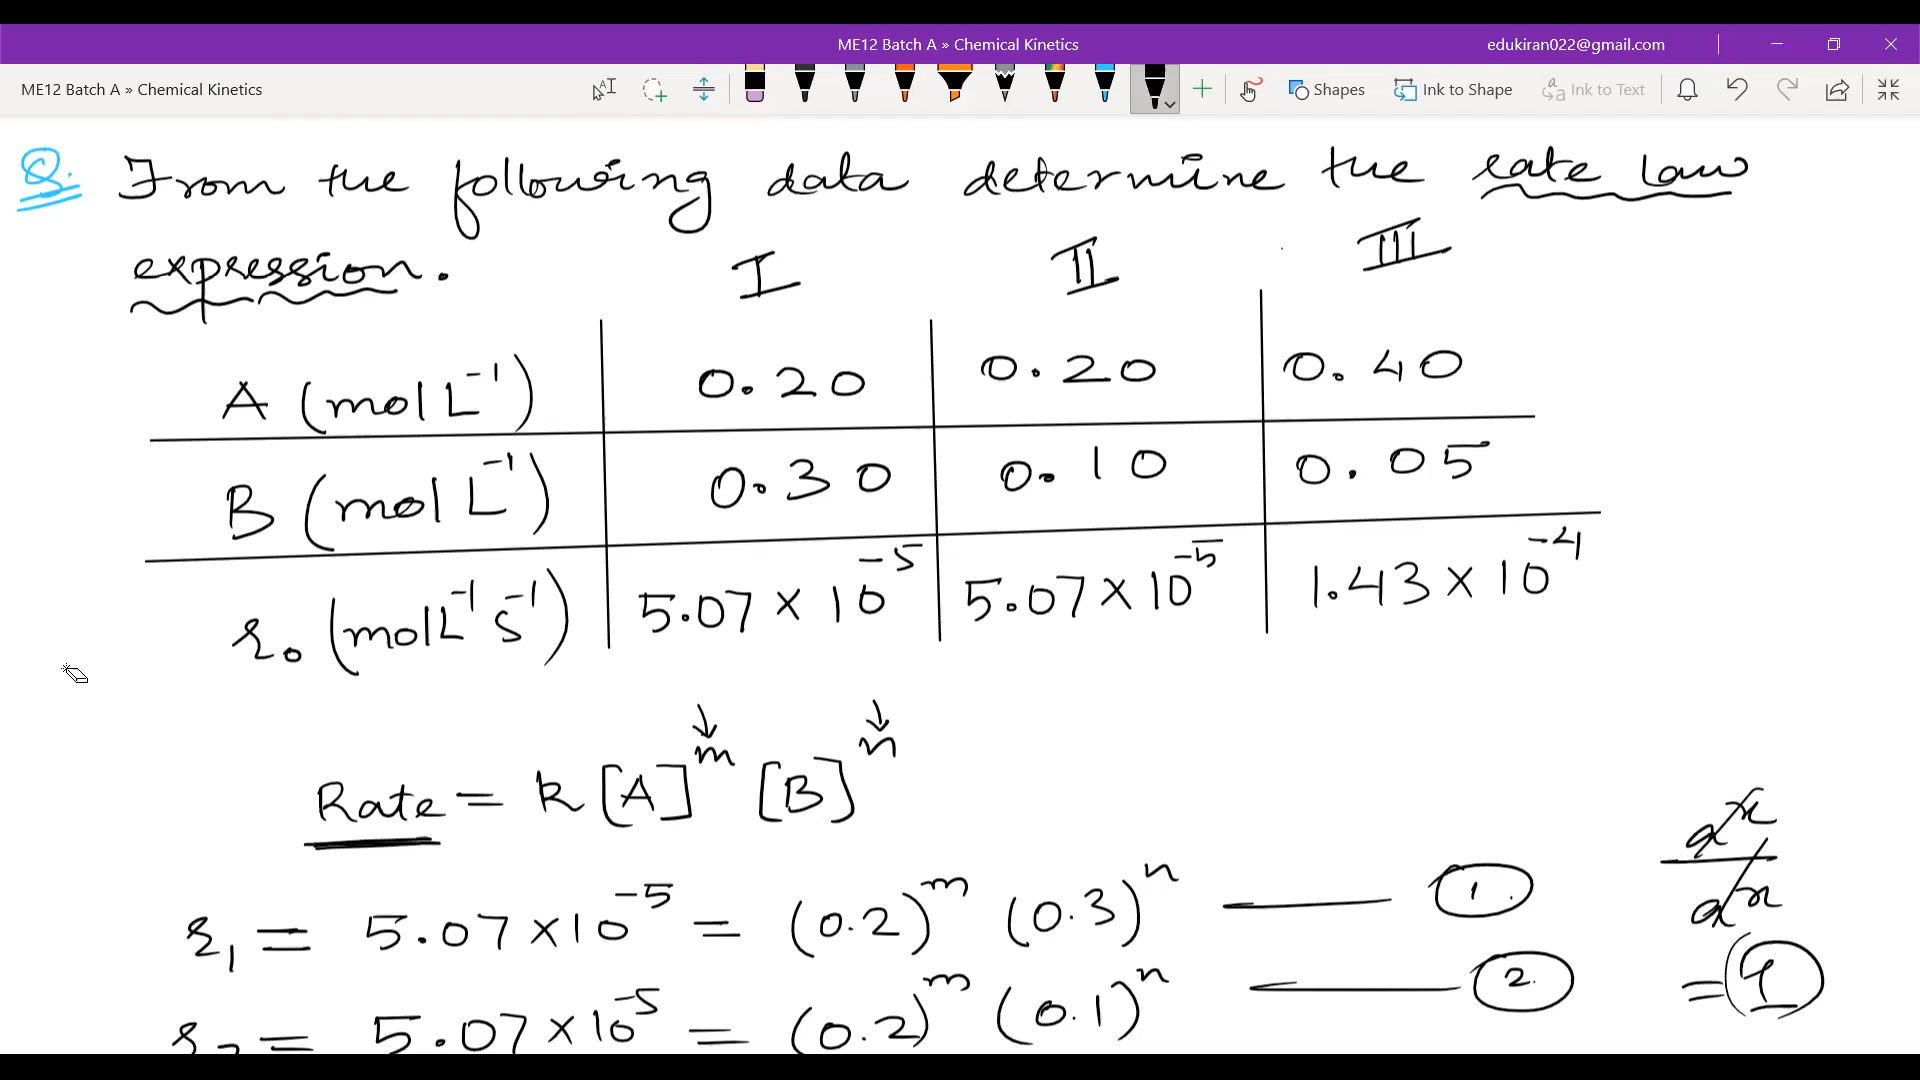 ME12 Batch A » Chemical Kinetics edukiran022@gmail.com
ME12 Batch A » Chemical Kinetics Shapes Ink to Shape Ink to Text
Q. From the following data determine the rate law
expression. I II III
A (mol L⁻¹) 0.20 0.20 0.40
B (mol L⁻¹) 0.30 0.10 0.05
r₀ (mol L⁻¹ s⁻¹) 5.07 × 10⁻⁵ 5.07 × 10⁻⁵ 1.43 × 10⁻⁴
Rate = k [A]ᵐ [B]ⁿ
r₁ = 5.07 × 10⁻⁵ = (0.2)ᵐ (0.3)ⁿ — 1.
r₂ = 5.07 × 10⁻⁵ = (0.2)ᵐ (0.1)ⁿ — 2.
aˣ
aˣ
= 1